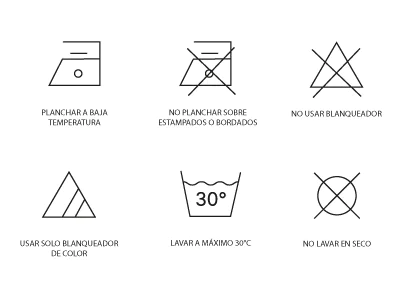 PLANCHAR A BAJA
TEMPERATURA
NO PLANCHAR SOBRE
ESTAMPADOS O BORDADOS
NO USAR BLANQUEADOR
USAR SOLO BLANQUEADOR
DE COLOR
30°
LAVAR A MÁXIMO 30°C
NO LAVAR EN SECO